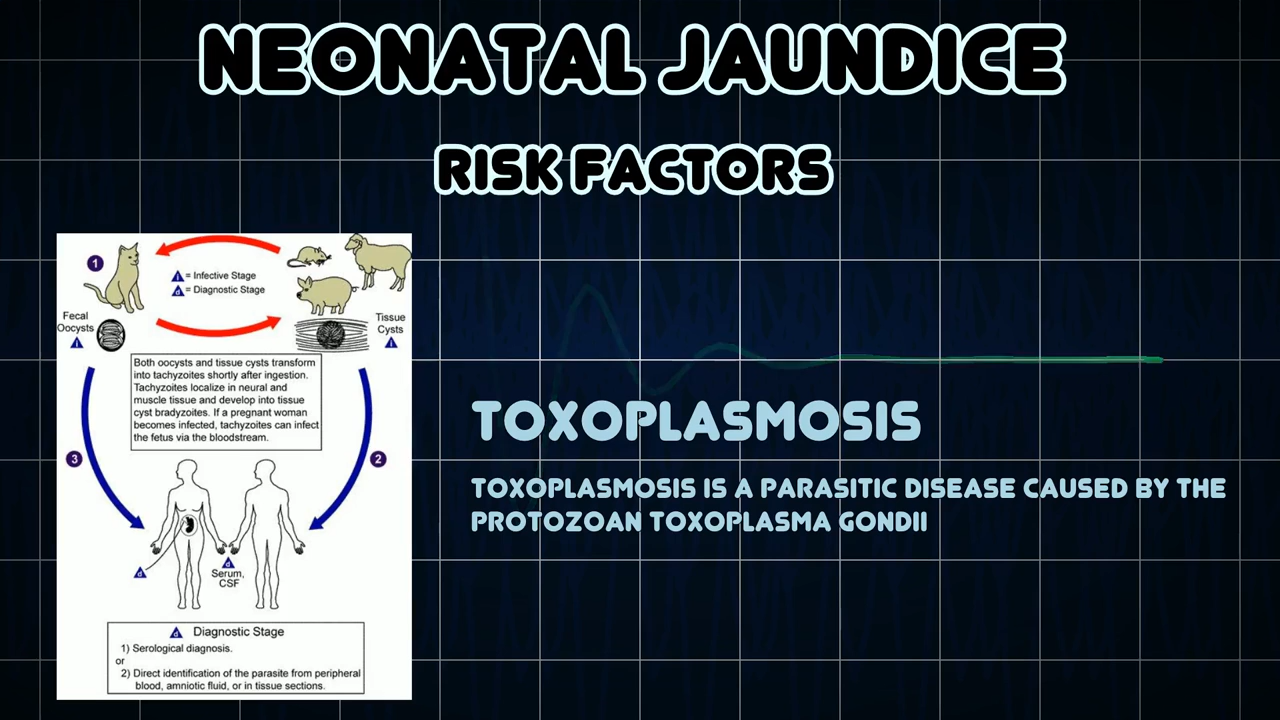 NEONATAL JAUNDICE
RISK FACTORS
1
i = Infective Stage
d = Diagnostic Stage
Fecal
Oocysts
i
Tissue
Cysts
i
Both oocysts and tissue cysts transform
into tachyzoites shortly after ingestion.
Tachyzoites localize in neural and
muscle tissue and develop into tissue
cyst bradyzoites. If a pregnant woman
becomes infected, tachyzoites can infect
the fetus via the bloodstream.
3
2
d
d
Serum,
CSF
d Diagnostic Stage
1) Serological diagnosis.
or
2) Direct identification of the parasite from peripheral
blood, amniotic fluid, or in tissue sections.
TOXOPLASMOSIS
TOXOPLASMOSIS IS A PARASITIC DISEASE CAUSED BY THE
PROTOZOAN TOXOPLASMA GONDII